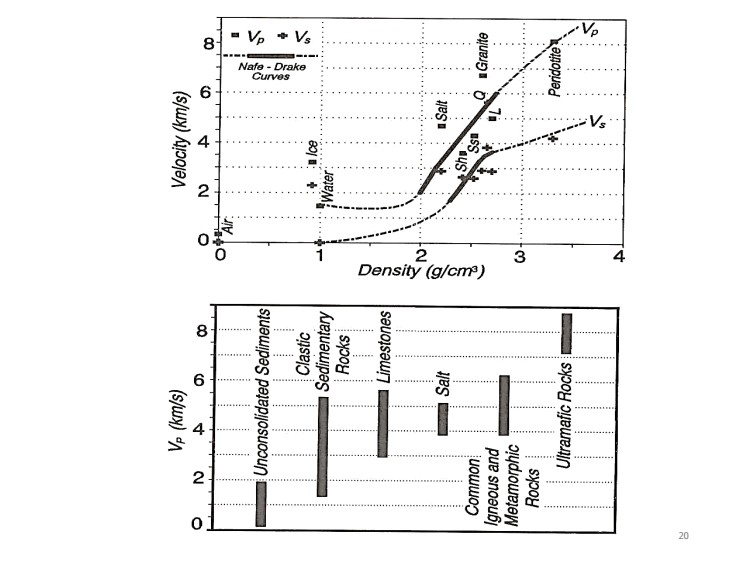 Vp Vs
Nafe - Drake
Curves
Velocity (km/s)
8
6
4
2
0
Air
Ice
Water
Salt
Sh
Ss
Q
Granite
L
Peridotite
Vp
Vs
0 1 2 3 4
Density (g/cm³)
VP (km/s)
8
6
4
2
0
Unconsolidated Sediments
Clastic
Sedimentary
Rocks
Limestones
Salt
Common
Igneous and
Metamorphic
Rocks
Ultramafic Rocks
20